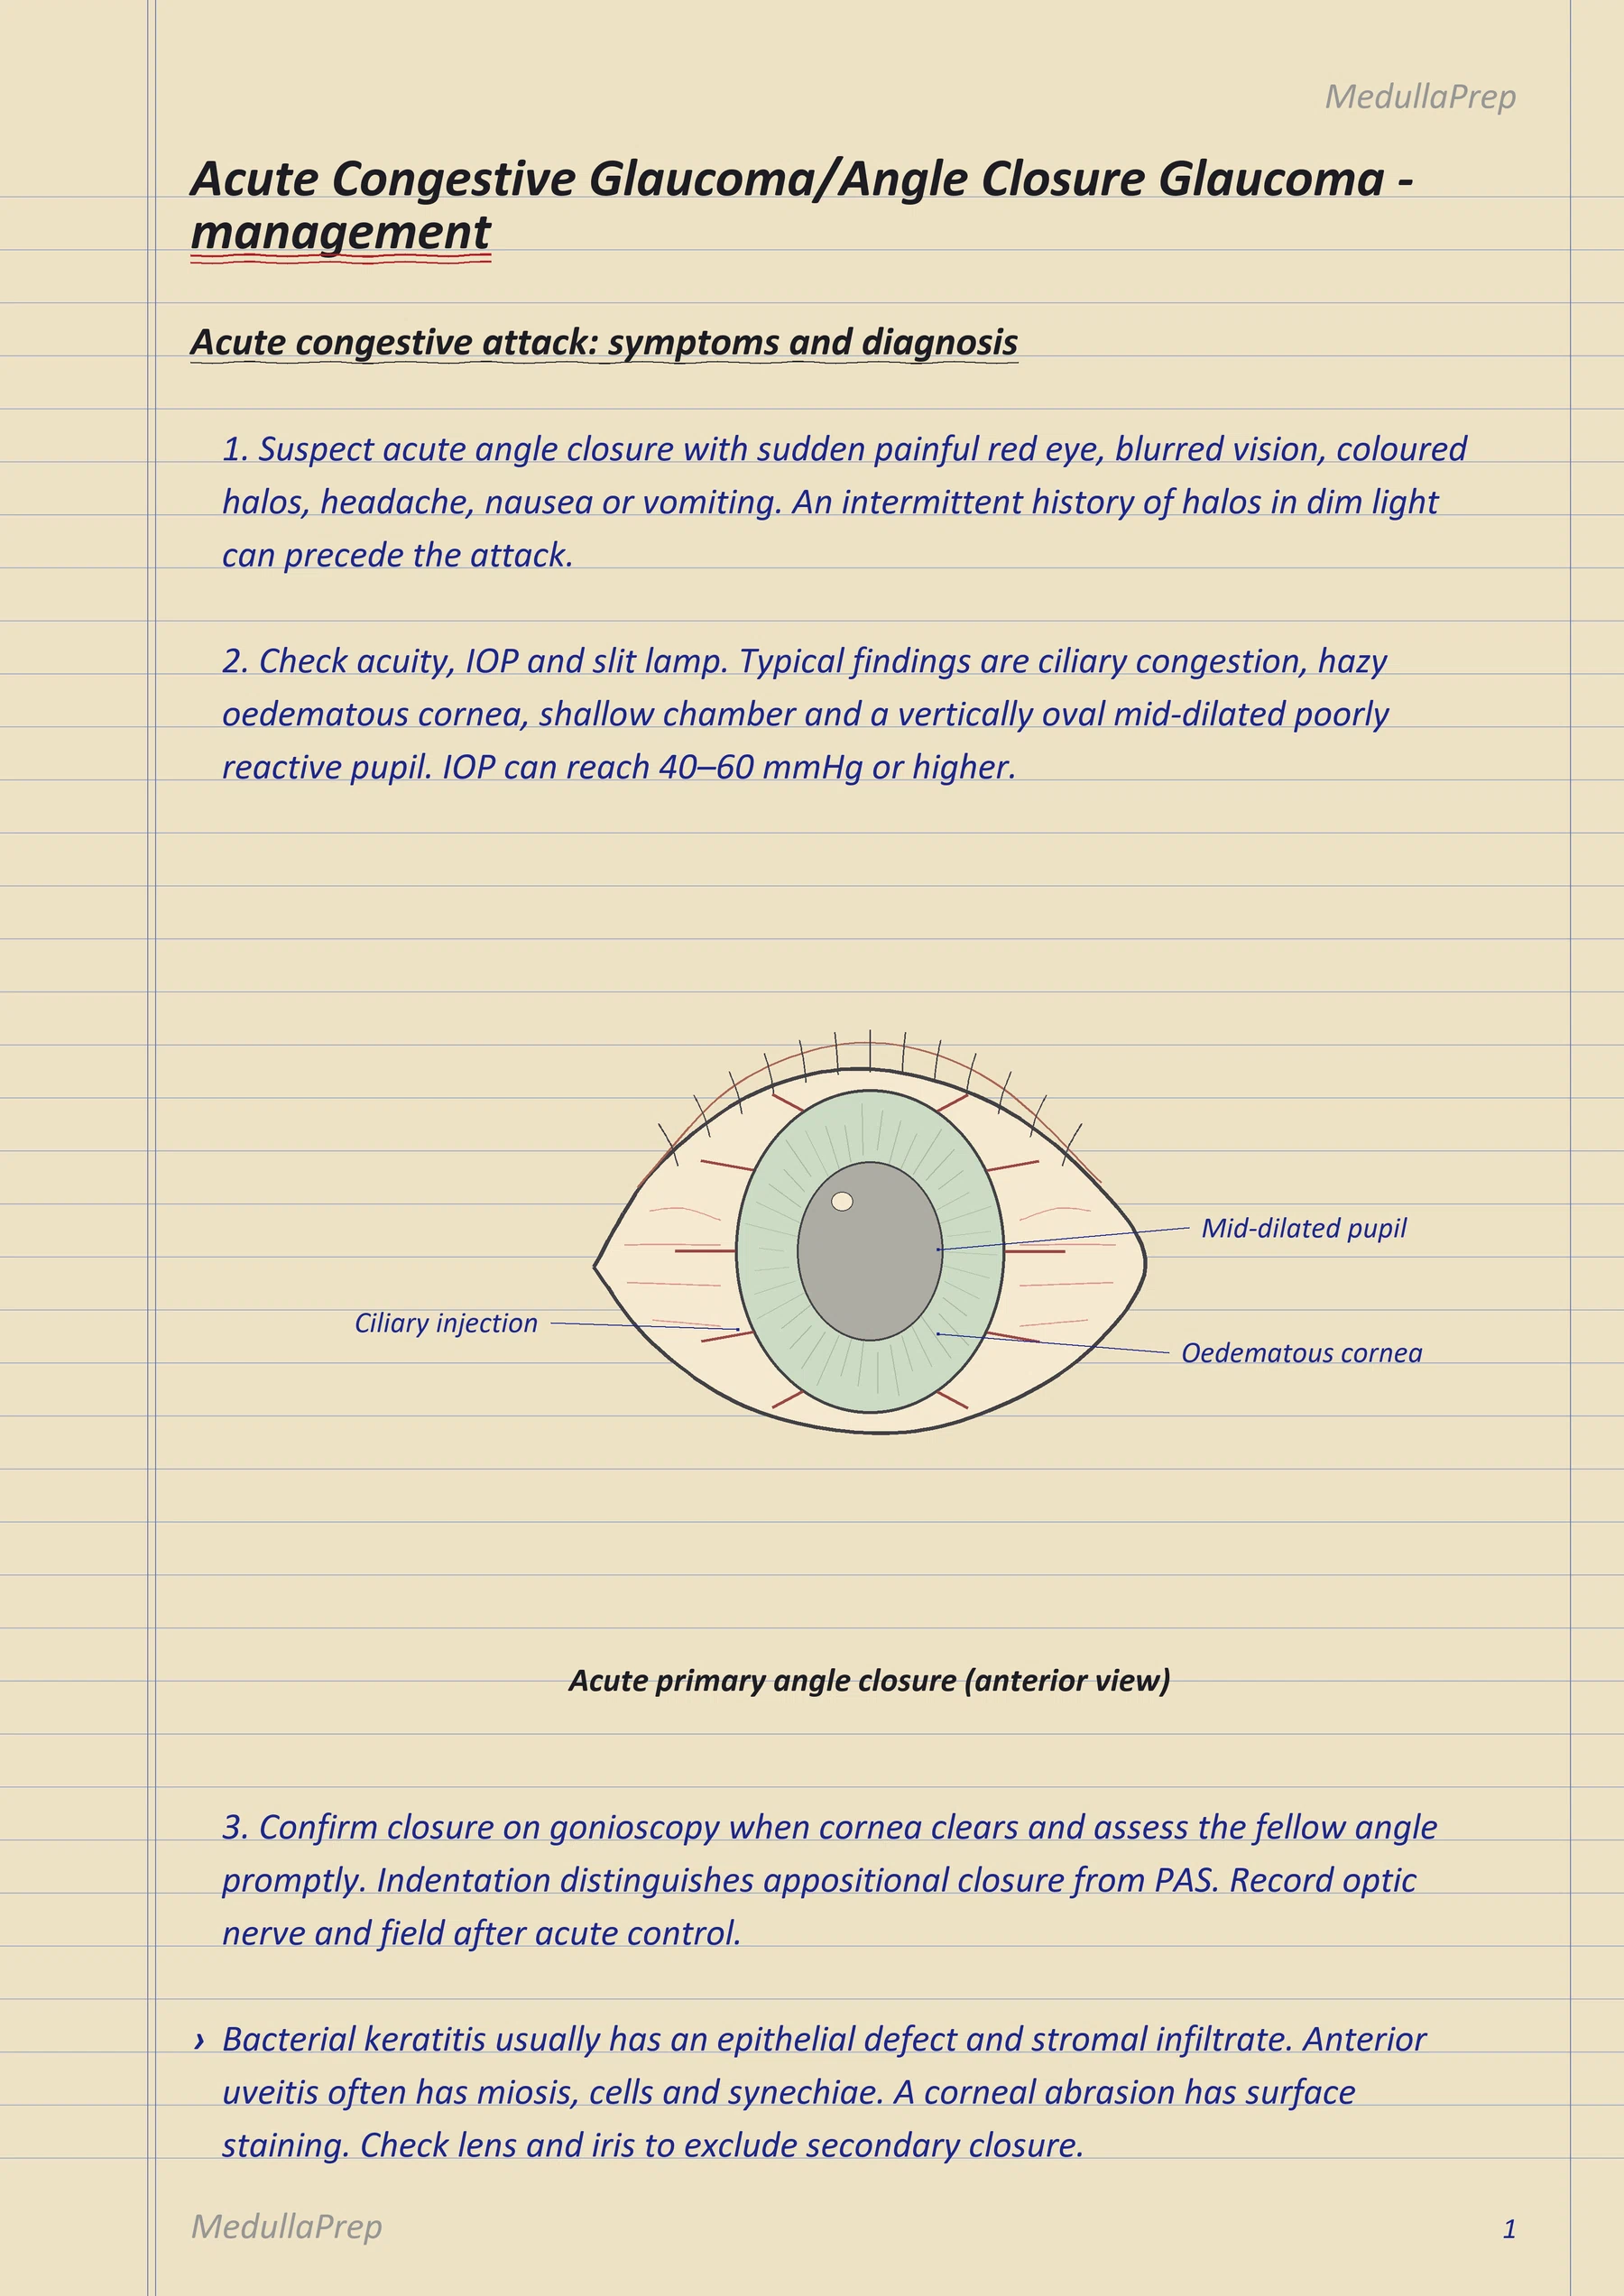 MedullaPrep
Acute Congestive Glaucoma/Angle Closure Glaucoma -
management
Acute congestive attack: symptoms and diagnosis
1. Suspect acute angle closure with sudden painful red eye, blurred vision, coloured
halos, headache, nausea or vomiting. An intermittent history of halos in dim light
can precede the attack.
2. Check acuity, IOP and slit lamp. Typical findings are ciliary congestion, hazy
oedematous cornea, shallow chamber and a vertically oval mid-dilated poorly
reactive pupil. IOP can reach 40–60 mmHg or higher.
Mid-dilated pupil
Ciliary injection
Oedematous cornea
Acute primary angle closure (anterior view)
3. Confirm closure on gonioscopy when cornea clears and assess the fellow angle
promptly. Indentation distinguishes appositional closure from PAS. Record optic
nerve and field after acute control.
› Bacterial keratitis usually has an epithelial defect and stromal infiltrate. Anterior
uveitis often has miosis, cells and synechiae. A corneal abrasion has surface
staining. Check lens and iris to exclude secondary closure.
MedullaPrep
1